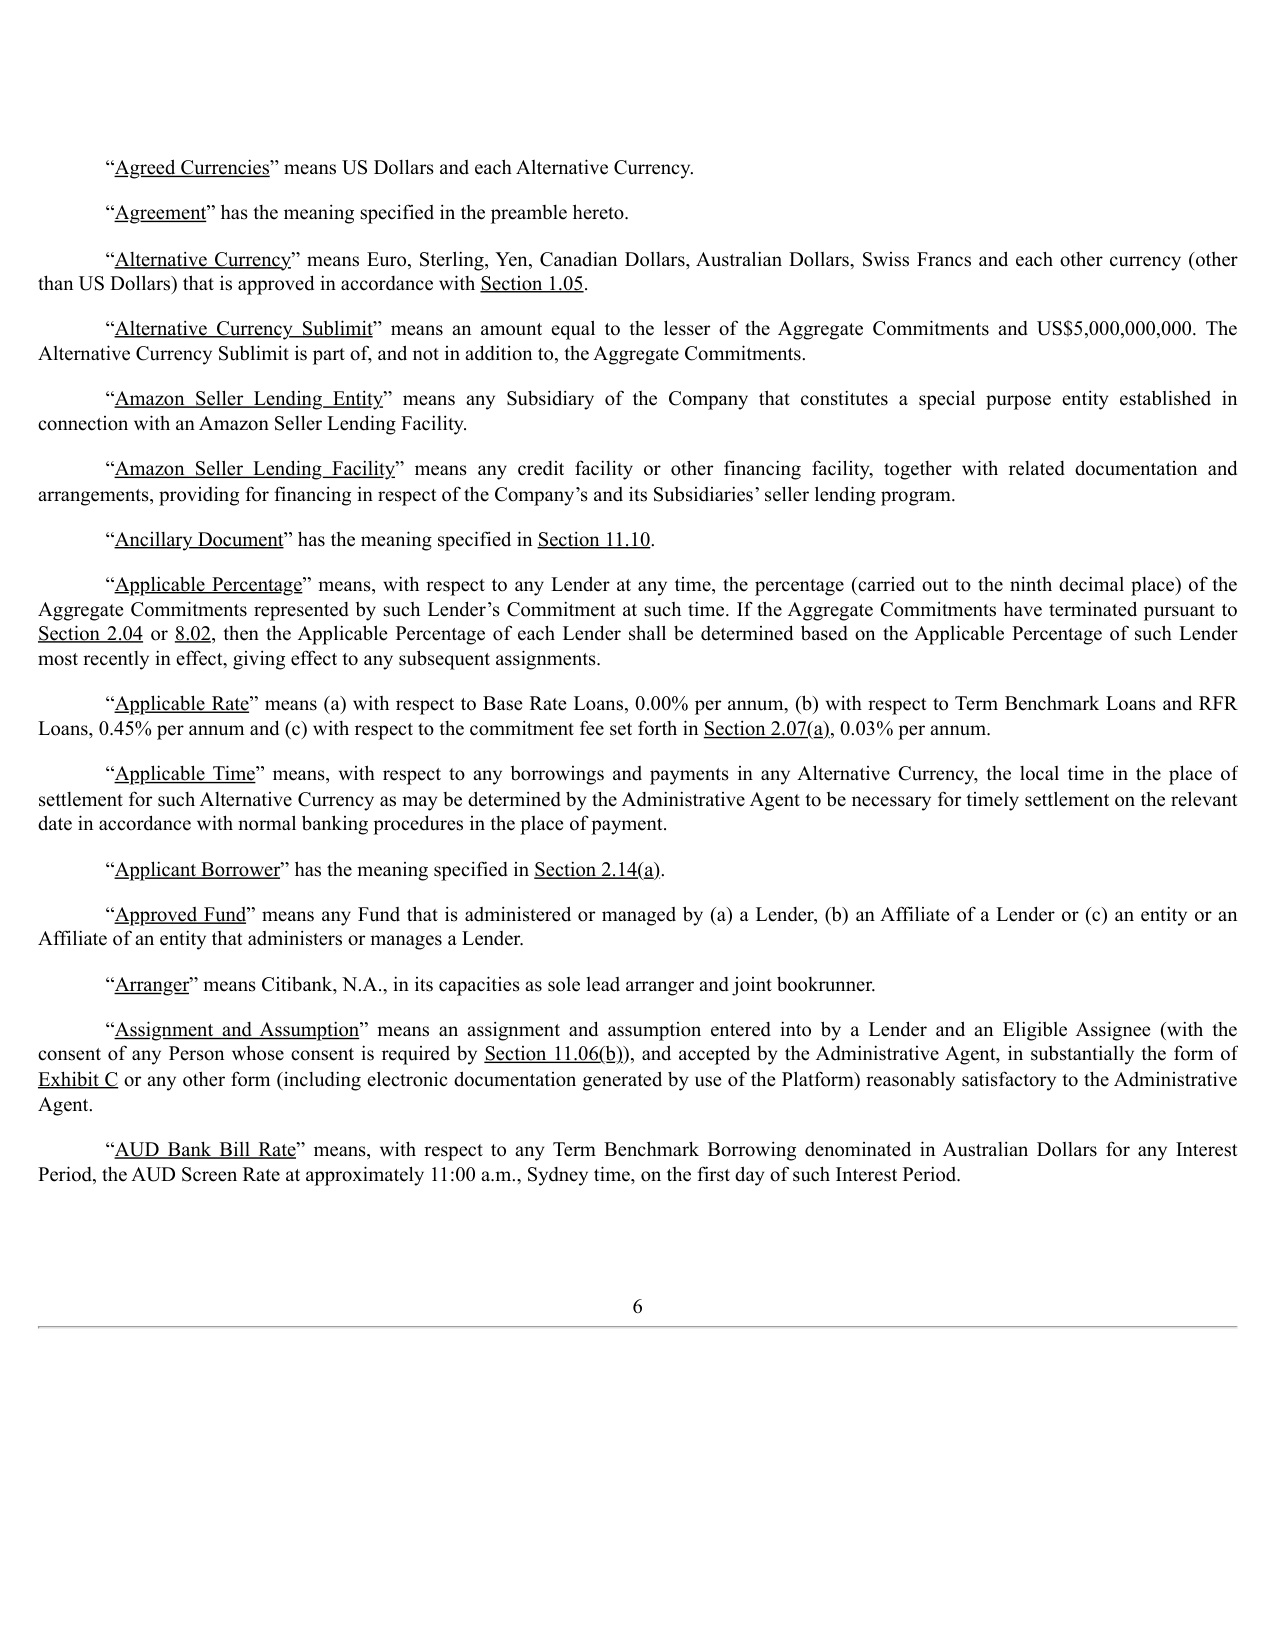 “Agreed Currencies” means US Dollars and each Alternative Currency.
“Agreement” has the meaning specified in the preamble hereto.
“Alternative Currency” means Euro, Sterling, Yen, Canadian Dollars, Australian Dollars, Swiss Francs and each other currency (other
than US Dollars) that is approved in accordance with Section 1.05.
“Alternative Currency Sublimit” means an amount equal to the lesser of the Aggregate Commitments and US$5,000,000,000. The
Alternative Currency Sublimit is part of, and not in addition to, the Aggregate Commitments.
“Amazon Seller Lending Entity” means any Subsidiary of the Company that constitutes a special purpose entity established in
connection with an Amazon Seller Lending Facility.
“Amazon Seller Lending Facility” means any credit facility or other financing facility, together with related documentation and
arrangements, providing for financing in respect of the Company’s and its Subsidiaries’ seller lending program.
“Ancillary Document” has the meaning specified in Section 11.10.
“Applicable Percentage” means, with respect to any Lender at any time, the percentage (carried out to the ninth decimal place) of the
Aggregate Commitments represented by such Lender’s Commitment at such time. If the Aggregate Commitments have terminated pursuant to
Section 2.04 or 8.02, then the Applicable Percentage of each Lender shall be determined based on the Applicable Percentage of such Lender
most recently in effect, giving effect to any subsequent assignments.
“Applicable Rate” means (a) with respect to Base Rate Loans, 0.00% per annum, (b) with respect to Term Benchmark Loans and RFR
Loans, 0.45% per annum and (c) with respect to the commitment fee set forth in Section 2.07(a), 0.03% per annum.
“Applicable Time” means, with respect to any borrowings and payments in any Alternative Currency, the local time in the place of
settlement for such Alternative Currency as may be determined by the Administrative Agent to be necessary for timely settlement on the relevant
date in accordance with normal banking procedures in the place of payment.
“Applicant Borrower” has the meaning specified in Section 2.14(a).
“Approved Fund” means any Fund that is administered or managed by (a) a Lender, (b) an Affiliate of a Lender or (c) an entity or an
Affiliate of an entity that administers or manages a Lender.
“Arranger” means Citibank, N.A., in its capacities as sole lead arranger and joint bookrunner.
“Assignment and Assumption” means an assignment and assumption entered into by a Lender and an Eligible Assignee (with the
consent of any Person whose consent is required by Section 11.06(b)), and accepted by the Administrative Agent, in substantially the form of
Exhibit C or any other form (including electronic documentation generated by use of the Platform) reasonably satisfactory to the Administrative
Agent.
“AUD Bank Bill Rate” means, with respect to any Term Benchmark Borrowing denominated in Australian Dollars for any Interest
Period, the AUD Screen Rate at approximately 11:00 a.m., Sydney time, on the first day of such Interest Period.
6